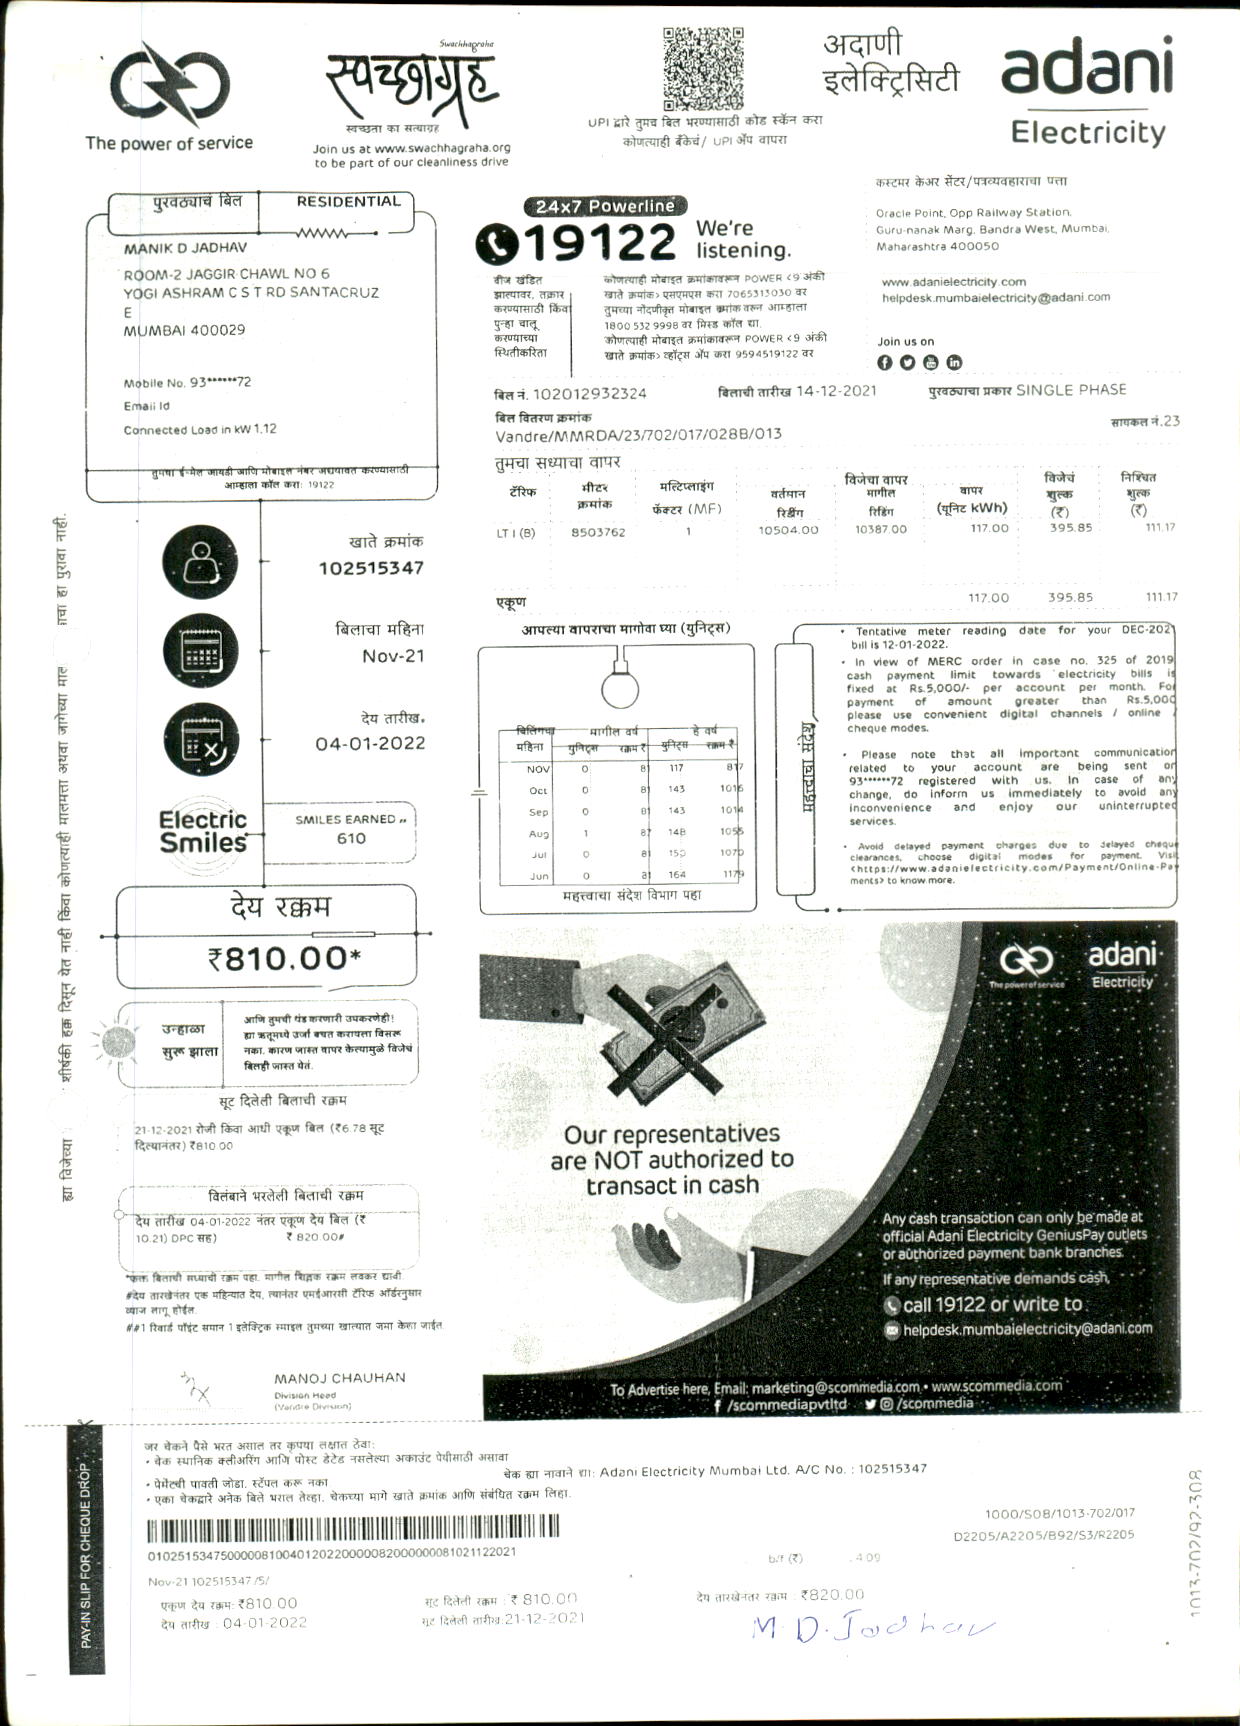 The power of service
Swachhagraha
स्वच्छाग्रह
स्वच्छता का सत्याग्रह
Join us at www.swachhagraha.org
to be part of our cleanliness drive
UPI द्वारे तुमचं बिल भरण्यासाठी कोड स्कॅन करा
कोणत्याही बँकेचं/ UPI ॲप वापरा
अदाणी
इलेक्ट्रिसिटी
adani
Electricity
पुरवठ्याचं बिल
RESIDENTIAL
MANIK D JADHAV
ROOM-2 JAGGIR CHAWL NO 6
YOGI ASHRAM C S T RD SANTACRUZ
E
MUMBAI 400029
Mobile No. 93******72
Email Id
Connected Load in kW 1.12
तुमचा ई-मेल आयडी आणि मोबाइल नंबर अद्ययावत करण्यासाठी
आम्हाला कॉल करा: 19122
24x7 Powerline
19122
We're
listening.
वीज खंडित
झाल्यावर, तक्रार
करण्यासाठी किंवा
पुन्हा चालू
करण्याच्या
स्थितीकरिता
कोणत्याही मोबाइल क्रमांकावरून POWER <9 अंकी
खाते क्रमांक> एसएमएस करा 7065313030 वर
तुमच्या नोंदणीकृत मोबाइल क्रमांक वरुन आम्हाला
1800 532 9998 वर मिस्ड कॉल द्या.
कोणत्याही मोबाइल क्रमांकावरून POWER <9 अंकी
खाते क्रमांक> व्हॉट्स ॲप करा 9594519122 वर
कस्टमर केअर सेंटर/पत्रव्यवहाराचा पत्ता
Oracle Point, Opp Railway Station,
Guru-nanak Marg, Bandra West, Mumbai,
Maharashtra 400050
www.adanielectricity.com
helpdesk.mumbaielectricity@adani.com
Join us on
बिल नं. 102012932324
बिलाची तारीख 14-12-2021
पुरवठ्याचा प्रकार SINGLE PHASE
बिल वितरण क्रमांक
Vandre/MMRDA/23/702/017/028B/013
सायकल नं.23
तुमचा सध्याचा वापर
टॅरिफ मीटर क्रमांक मल्टिप्लाइंग फॅक्टर (MF) वर्तमान रिडींग विजेचा वापर मागील रिडिंग वापर (यूनिट kWh) विजेचं शुल्क (₹) निश्चित शुल्क (₹)
LT I (B) 8503762 1 10504.00 10387.00 117.00 395.85 111.17
एकूण 117.00 395.85 111.17
खाते क्रमांक
102515347
बिलाचा महिना
Nov-21
देय तारीख.
04-01-2022
Electric
Smiles
SMILES EARNED
610
आपल्या वापराचा मागोवा घ्या (युनिट्स)
बिलिंगचा महिना मागील वर्ष हे वर्ष
युनिट्स रक्कम ₹ युनिट्स रक्कम ₹
NOV 0 81 117 817
Oct 0 81 143 1016
Sep 0 81 143 1014
Aug 1 87 148 1055
Jul 0 81 150 1070
Jun 0 81 164 1179
महत्त्वाचा संदेश विभाग पहा
महत्त्वाचा संदेश
• Tentative meter reading date for your DEC-202
bill is 12-01-2022.
• In view of MERC order in case no. 325 of 2019
cash payment limit towards electricity bills is
fixed at Rs.5,000/- per account per month. For
payment of amount greater than Rs.5,000
please use convenient digital channels / online
cheque modes.
• Please note that all important communication
related to your account are being sent on
93******72 registered with us. In case of any
change, do inform us immediately to avoid any
inconvenience and enjoy our uninterrupted
services.
• Avoid delayed payment charges due to delayed cheque
clearances, choose digital modes for payment. Visit
<https://www.adanielectricity.com/Payment/Online-Pay
ments> to know more.
देय रक्कम
₹810.00*
उन्हाळा
सुरू झाला
आणि तुमची थंड करणारी उपकरणेही!
ह्या ऋतूमध्ये उर्जा बचत करायला विसरू
नका. कारण जास्त वापर केल्यामुळे विजेचं
बिलही जास्त येतं.
सूट दिलेली बिलाची रक्कम
21-12-2021 रोजी किंवा आधी एकूण बिल (₹6.78 सूट
दिल्यानंतर) ₹810.00
विलंबाने भरलेली बिलाची रक्कम
देय तारीख 04-01-2022 नंतर एकूण देय बिल (₹
10.21) DPC सह) ₹ 820.00#
*फक्त बिलाची सध्याची रक्कम पहा. मागील शिल्लक रक्कम लवकर द्यावी
#देय तारखेनंतर एक महिन्यात देय, त्यानंतर एमईआरसी टॅरिफ ऑर्डरनुसार
व्याज लागू होईल.
##1 रिवार्ड पॉइंट समान 1 इलेक्ट्रिक स्माइल तुमच्या खात्यात जमा केला जाईल.
MANOJ CHAUHAN
Division Head
(Vandre Division)
adani
Electricity
The power of service
Our representatives
are NOT authorized to
transact in cash
Any cash transaction can only be made at
official Adani Electricity GeniusPay outlets
or authorized payment bank branches.
If any representative demands cash,
call 19122 or write to
helpdesk.mumbaielectricity@adani.com
To Advertise here, Email: marketing@scommedia.com • www.scommedia.com
/scommediapvtltd /scommedia
PAY-IN SLIP FOR CHEQUE DROP
जर चेकने पैसे भरत असाल तर कृपया लक्षात ठेवा:
• चेक स्थानिक क्लीअरिंग आणि पोस्ट डेटेड नसलेल्या अकाउंट पेयीसाठी असावा
• पेमेंटची पावती जोडा. स्टॅपल करू नका
चेक ह्या नावाने द्या: Adani Electricity Mumbai Ltd. A/C No. : 102515347
• एका चेकद्वारे अनेक बिले भराल तेव्हा, चेकच्या मागे खाते क्रमांक आणि संबंधित रक्कम लिहा.
1000/S08/1013-702/017
D2205/A2205/B92/S3/R2205
b/f (₹) 4.09
Nov-21 102515347 /5/
एकूण देय रक्कम: ₹810.00
देय तारीख : 04-01-2022
सूट दिलेली रक्कम : ₹ 810.00
सूट दिलेली तारीख:21-12-2021
देय तारखेनंतर रक्कम : ₹820.00
M. D. Jadhav
1013-702/92-308